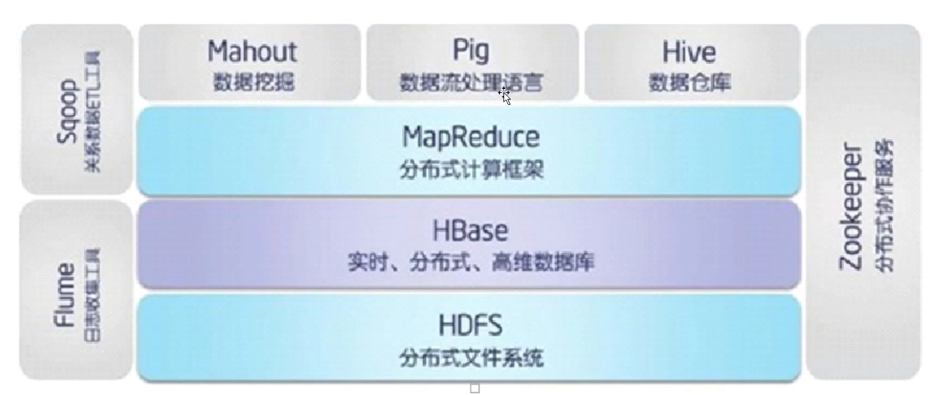 Sqoop
关系数据ETL工具
Mahout
数据挖掘
Pig
数据流处理语言
Hive
数据仓库
MapReduce
分布式计算框架
HBase
实时、分布式、高维数据库
Flume
日志收集工具
HDFS
分布式文件系统
Zookeeper
分布式协作服务